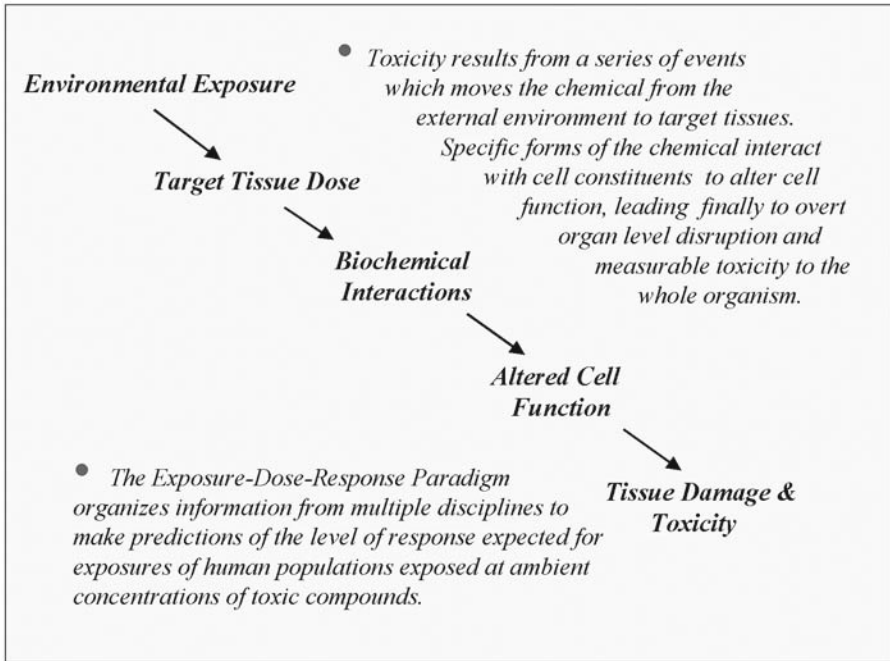 Environmental Exposure
Target Tissue Dose
Biochemical
Interactions
Altered Cell
Function
Tissue Damage &
Toxicity
• Toxicity results from a series of events
which moves the chemical from the
external environment to target tissues.
Specific forms of the chemical interact
with cell constituents to alter cell
function, leading finally to overt
organ level disruption and
measurable toxicity to the
whole organism.
• The Exposure-Dose-Response Paradigm
organizes information from multiple disciplines to
make predictions of the level of response expected for
exposures of human populations exposed at ambient
concentrations of toxic compounds.